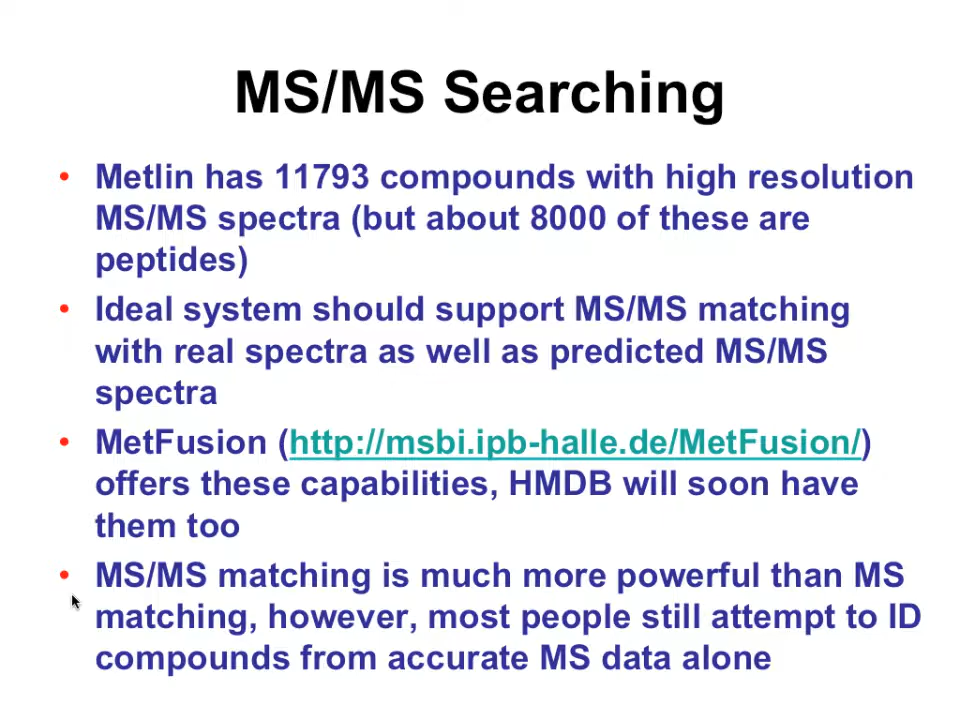 MS/MS Searching
• Metlin has 11793 compounds with high resolution
MS/MS spectra (but about 8000 of these are
peptides)
• Ideal system should support MS/MS matching
with real spectra as well as predicted MS/MS
spectra
• MetFusion (http://msbi.ipb-halle.de/MetFusion/)
offers these capabilities, HMDB will soon have
them too
• MS/MS matching is much more powerful than MS
matching, however, most people still attempt to ID
compounds from accurate MS data alone